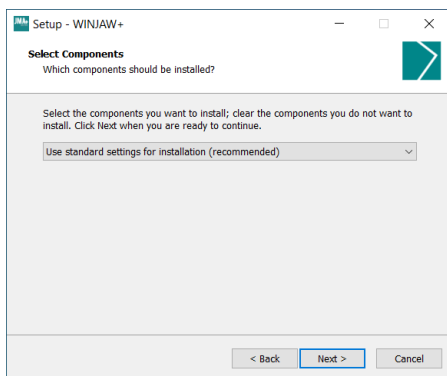 Setup - WINJAW+
Select Components
Which components should be installed?
Select the components you want to install; clear the components you do not want to
install. Click Next when you are ready to continue.
Use standard settings for installation (recommended)
< Back Next > Cancel